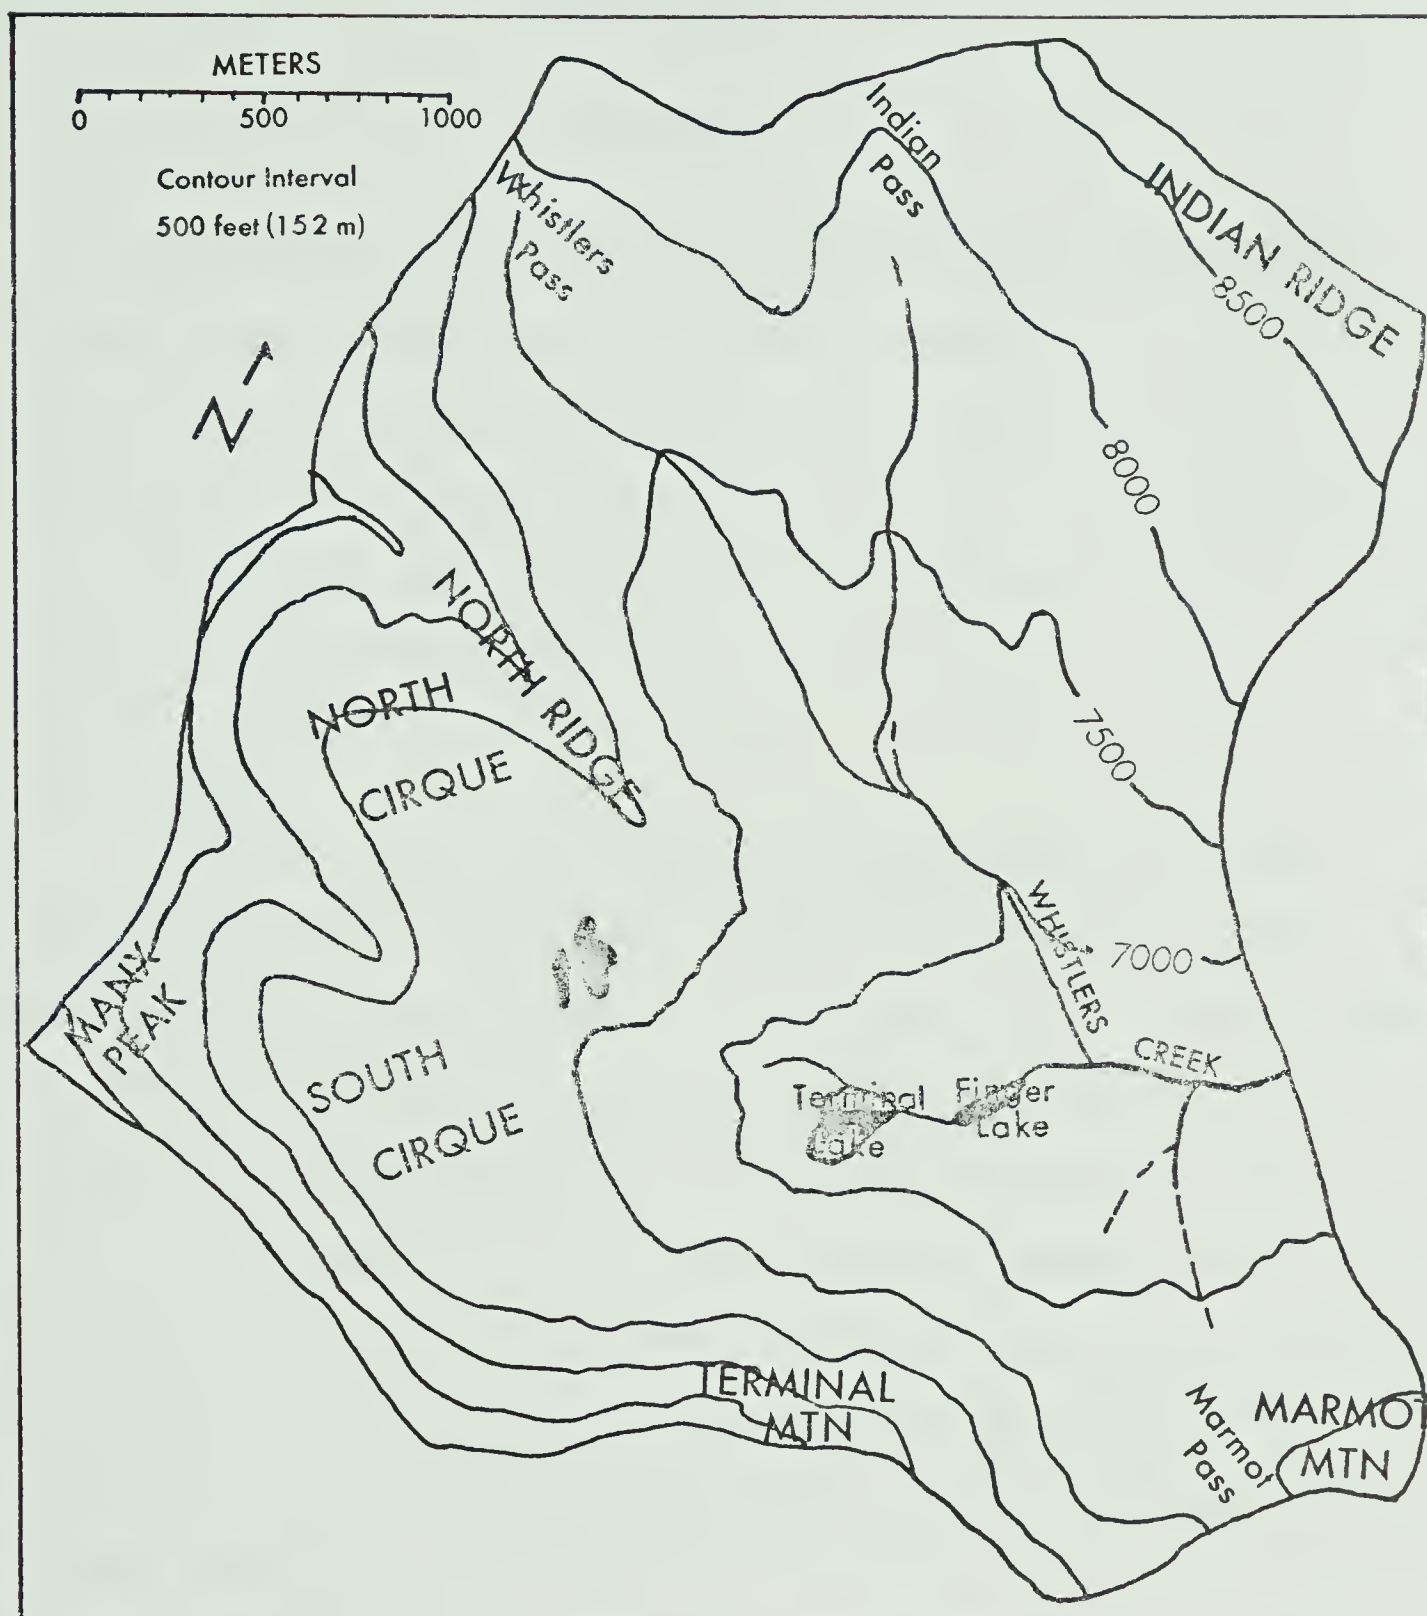 METERS
0 500 1000
Contour Interval
500 feet (152 m)
N
Whistlers
Pass
Indian
Pass
INDIAN RIDGE
8500
8000
7500
7000
NORTH RIDGE
NORTH
CIRQUE
MANX
PEAK
SOUTH
CIRQUE
WHISTLERS
CREEK
Terminal
Lake
Finger
Lake
TERMINAL
MTN
Marmot
Pass
MARMOT
MTN